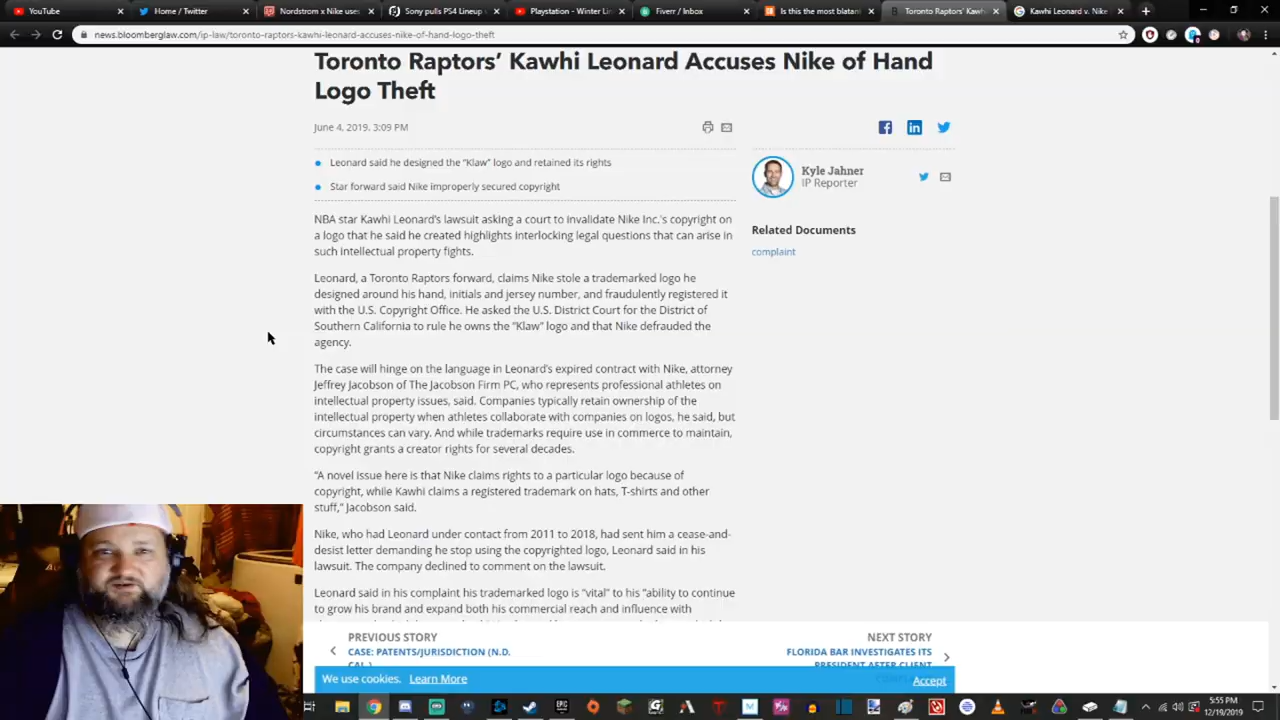 YouTube
Home / Twitter
Nordstrom x Nike uses
Sony pulls PS4 Lineup v
Playstation - Winter Lin
Fiverr / Inbox
Is this the most blatan
Toronto Raptors' Kawh
Kawhi Leonard v. Nike
news.bloomberglaw.com/ip-law/toronto-raptors-kawhi-leonard-accuses-nike-of-hand-logo-theft
Toronto Raptors’ Kawhi Leonard Accuses Nike of Hand
Logo Theft
June 4, 2019, 3:09 PM
Leonard said he designed the “Klaw” logo and retained its rights
Star forward said Nike improperly secured copyright
Kyle Jahner
IP Reporter
Related Documents
complaint
NBA star Kawhi Leonard’s lawsuit asking a court to invalidate Nike Inc.’s copyright on
a logo that he said he created highlights interlocking legal questions that can arise in
such intellectual property fights.
Leonard, a Toronto Raptors forward, claims Nike stole a trademarked logo he
designed around his hand, initials and jersey number, and fraudulently registered it
with the U.S. Copyright Office. He asked the U.S. District Court for the District of
Southern California to rule he owns the “Klaw” logo and that Nike defrauded the
agency.
The case will hinge on the language in Leonard’s expired contract with Nike, attorney
Jeffrey Jacobson of The Jacobson Firm PC, who represents professional athletes on
intellectual property issues, said. Companies typically retain ownership of the
intellectual property when athletes collaborate with companies on logos, he said, but
circumstances can vary. And while trademarks require use in commerce to maintain,
copyright grants a creator rights for several decades.
“A novel issue here is that Nike claims rights to a particular logo because of
copyright, while Kawhi claims a registered trademark on hats, T-shirts and other
stuff,” Jacobson said.
Nike, who had Leonard under contact from 2011 to 2018, had sent him a cease-and-
desist letter demanding he stop using the copyrighted logo, Leonard said in his
lawsuit. The company declined to comment on the lawsuit.
Leonard said in his complaint his trademarked logo is “vital” to his “ability to continue
to grow his brand and expand both his commercial reach and influence with
PREVIOUS STORY
CASE: PATENTS/JURISDICTION (N.D.
CAL.)
NEXT STORY
FLORIDA BAR INVESTIGATES ITS
PRESIDENT AFTER CLIENT
We use cookies. Learn More
Accept
5:55 PM
12/19/2019